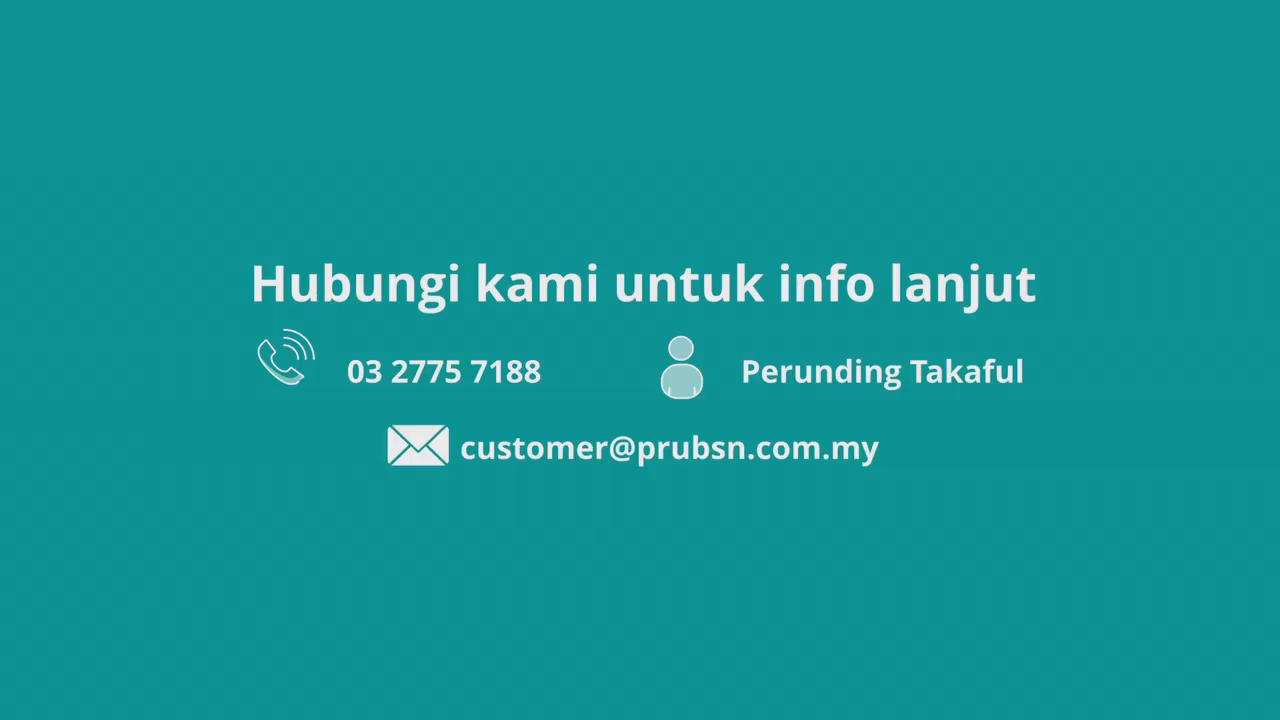 Hubungi kami untuk info lanjut
03 2775 7188
Perunding Takaful
customer@prubsn.com.my